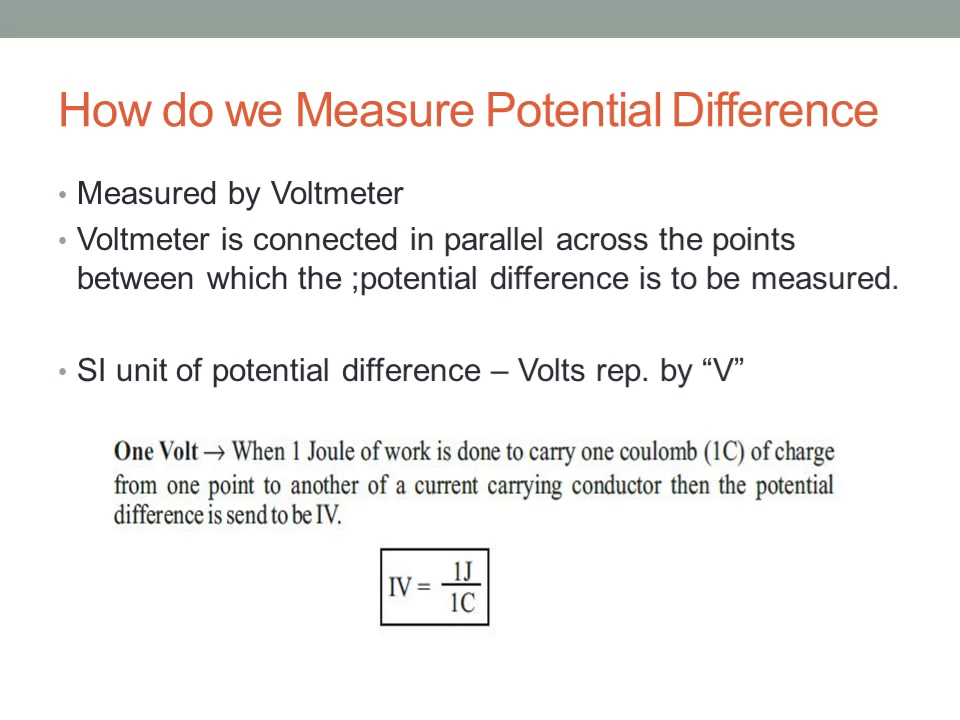 How do we Measure Potential Difference
• Measured by Voltmeter
• Voltmeter is connected in parallel across the points
between which the ;potential difference is to be measured.
• SI unit of potential difference – Volts rep. by “V”
One Volt → When 1 Joule of work is done to carry one coulomb (1C) of charge
from one point to another of a current carrying conductor then the potential
difference is send to be IV.
IV = 1J
1C